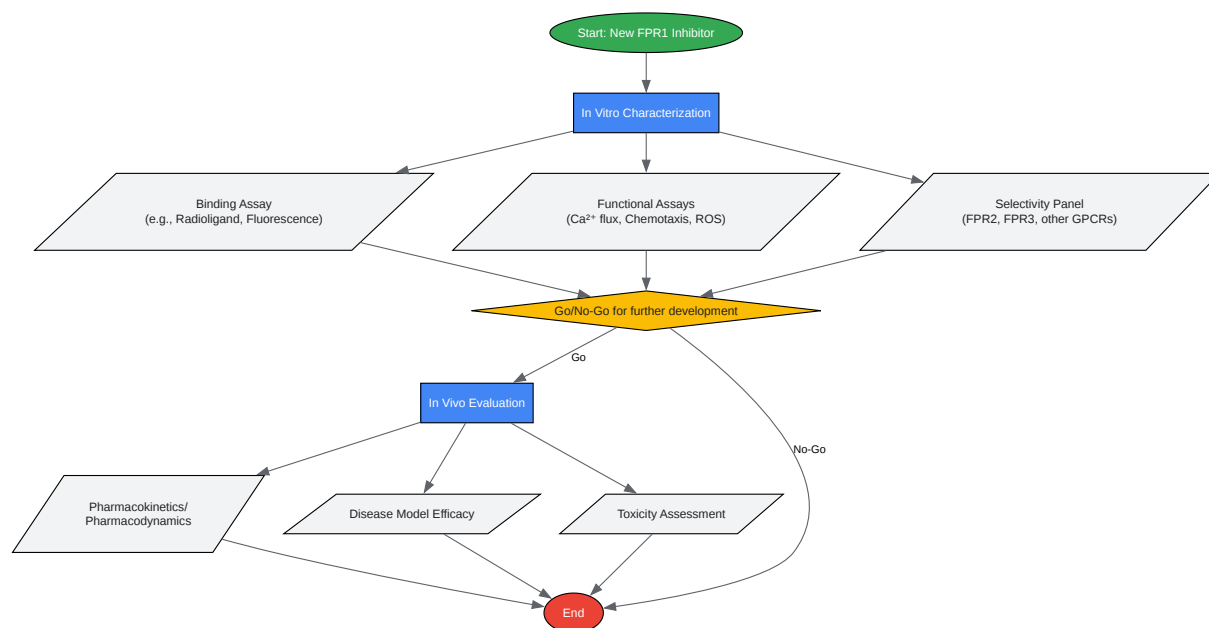 Start: New FPR1 Inhibitor
In Vitro Characterization
Binding Assay
(e.g., Radioligand, Fluorescence)
Functional Assays
(Ca²⁺ flux, Chemotaxis, ROS)
Selectivity Panel
(FPR2, FPR3, other GPCRs)
Go/No-Go for further development
Go
In Vivo Evaluation
No-Go
Pharmacokinetics/
Pharmacodynamics
Disease Model Efficacy
Toxicity Assessment
End